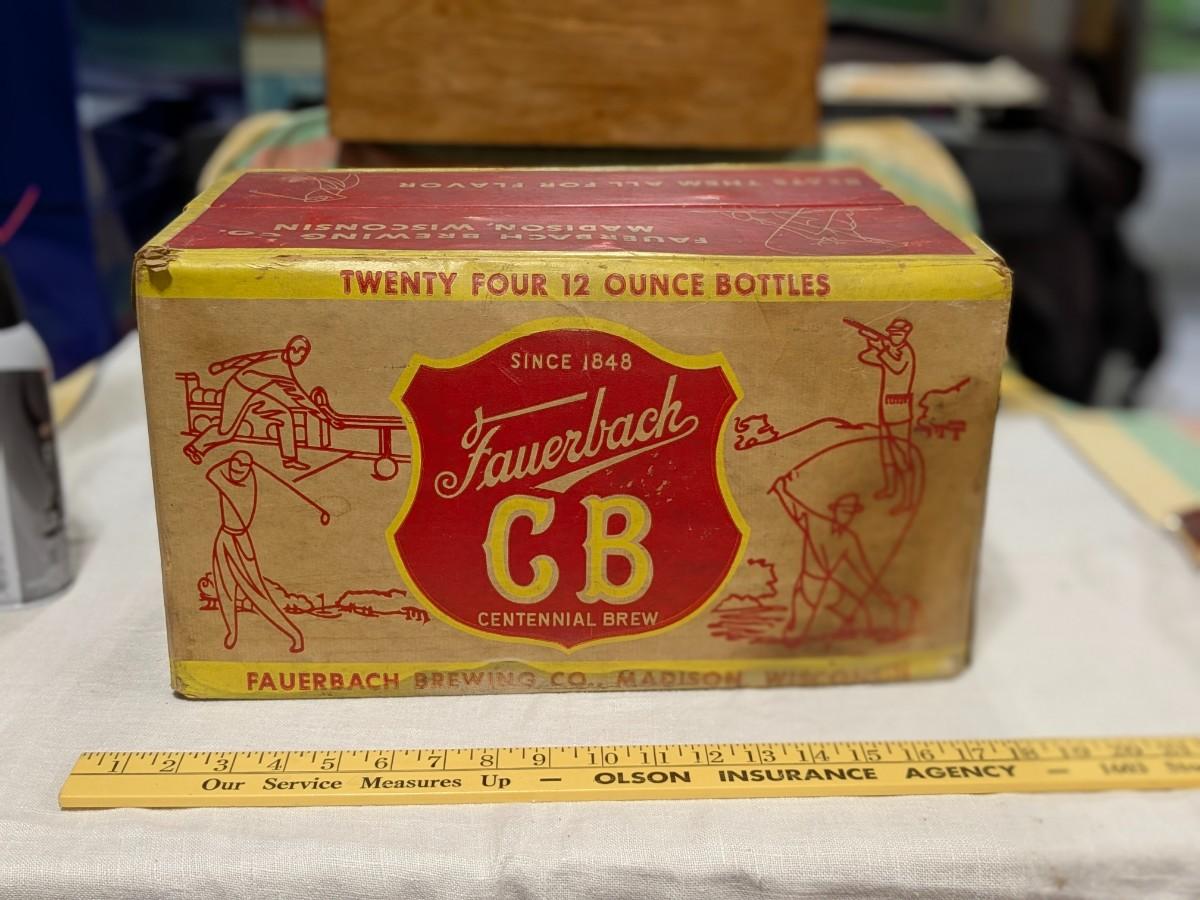 BEATS THEM ALL FOR FLAVOR
FAUERBACH BREWING CO.
MADISON, WISCONSIN
TWENTY FOUR 12 OUNCE BOTTLES
SINCE 1848
Fauerbach
CB
CENTENNIAL BREW
FAUERBACH BREWING CO., MADISON, WISCONSIN
1 2 3 4 5 6 7 8 9 10 11 12 13 14 15 16 17 18 19 20
Our Service Measures Up — OLSON INSURANCE AGENCY — 1603